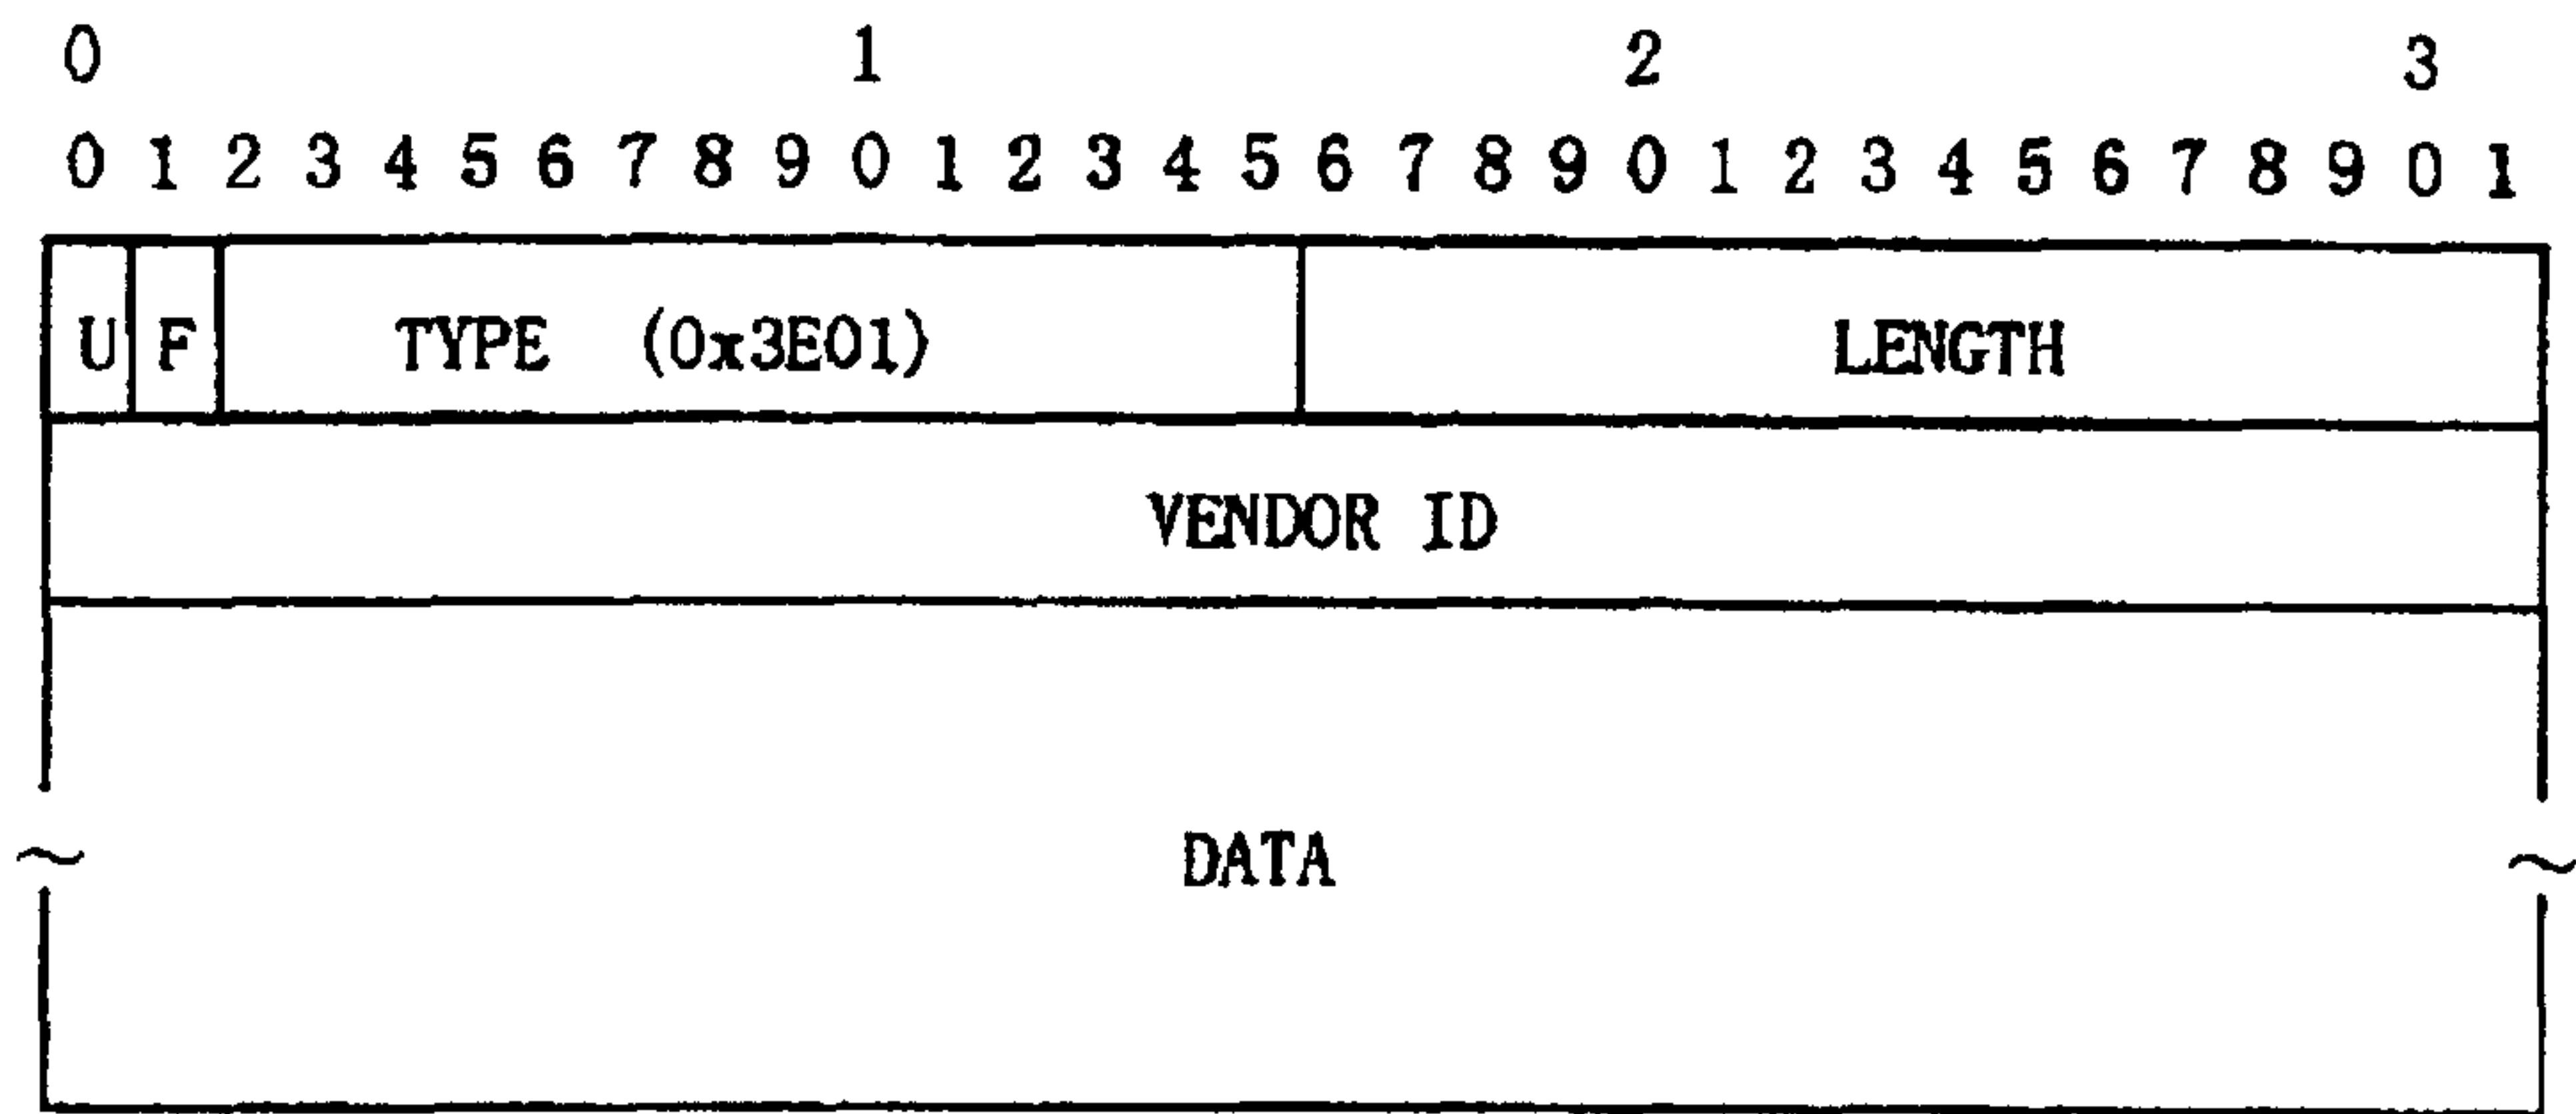 0 1 2 3
0 1 2 3 4 5 6 7 8 9 0 1 2 3 4 5 6 7 8 9 0 1 2 3 4 5 6 7 8 9 0 1
U F TYPE (0x3E01) LENGTH
VENDOR ID
~ DATA ~